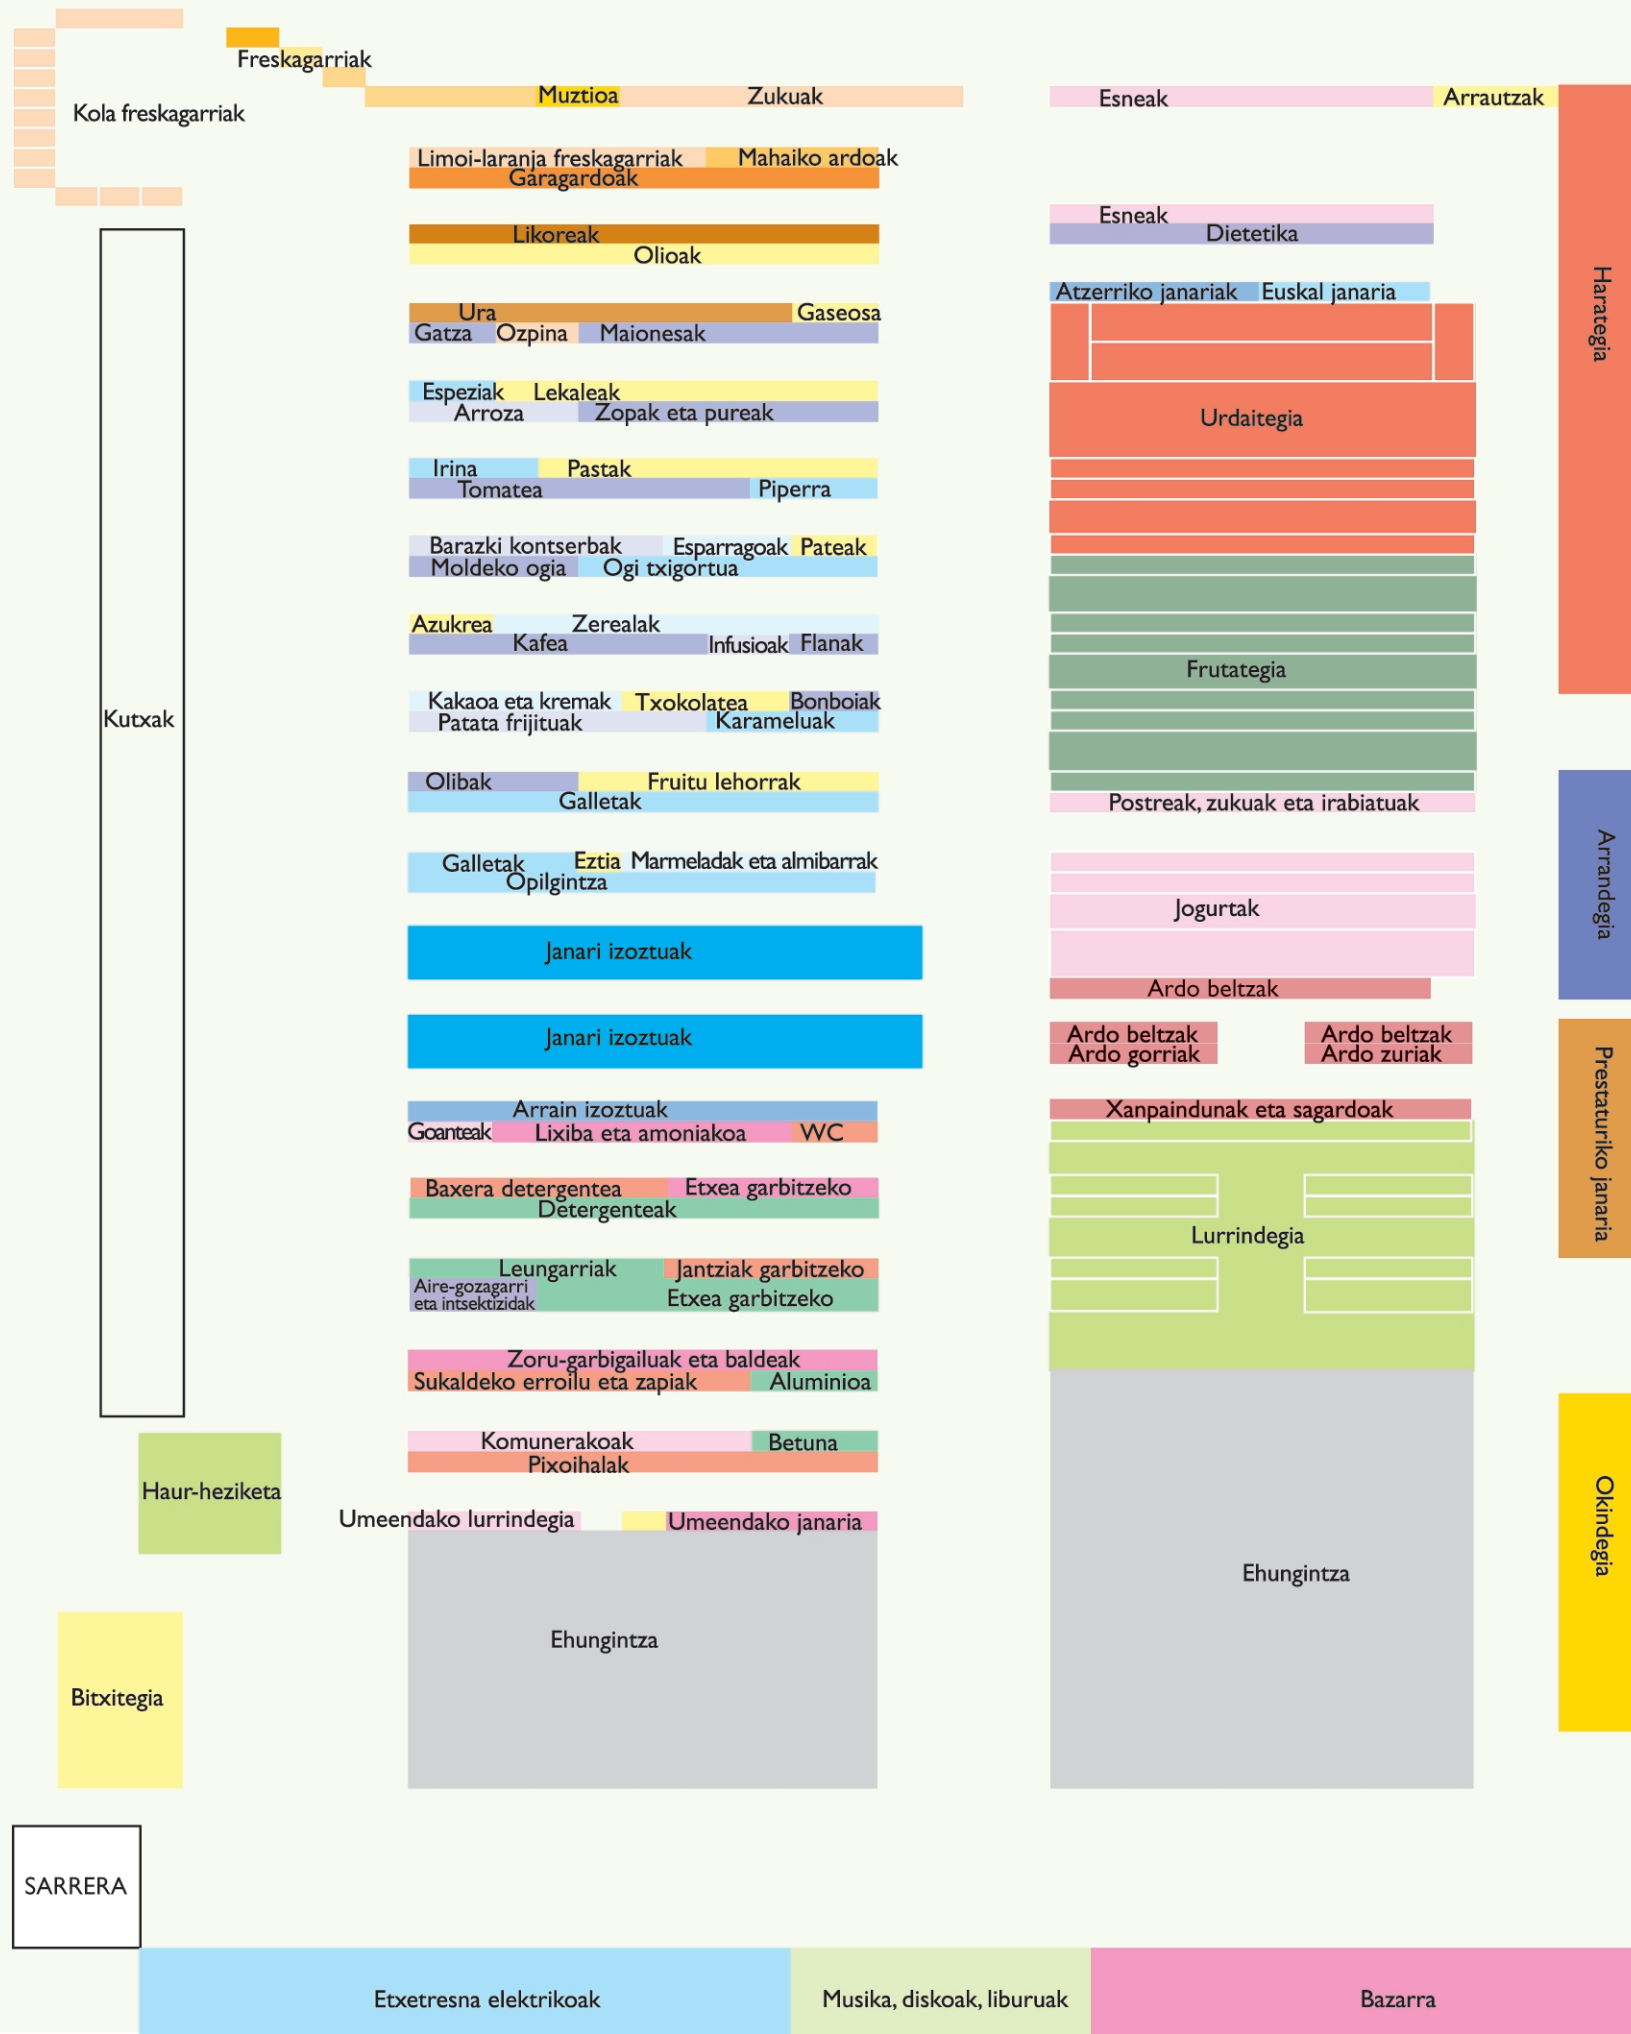 Freskagarriak
Kola freskagarriak
Muztioa
Zukuak
Esneak
Arrautzak
Limoi-laranja freskagarriak
Mahaiko ardoak
Garagardoak
Esneak
Dietetika
Likoreak
Olioak
Atzerriko janariak
Euskal janaria
Harategia
Ura
Gaseosa
Gatza
Ozpina
Maionesak
Espeziak
Lekaleak
Arroza
Zopak eta pureak
Urdaitegia
Irina
Pastak
Tomatea
Piperra
Barazki kontserbak
Esparragoak
Pateak
Moldeko ogia
Ogi txigortua
Azukrea
Zerealak
Kafea
Infusioak
Flanak
Frutategia
Kakaoa eta kremak
Txokolatea
Bonboiak
Patata frijituak
Karameluak
Kutxak
Olibak
Fruitu lehorrak
Galletak
Postreak, zukuak eta irabiatuak
Galletak
Eztia
Marmeladak eta almibarrak
Opilgintza
Arrandegia
Jogurtak
Janari izoztuak
Ardo beltzak
Janari izoztuak
Ardo beltzak
Ardo gorriak
Ardo beltzak
Ardo zuriak
Prestaturiko janaria
Arrain izoztuak
Goanteak
Lixiba eta amoniakoa
WC
Xanpaindunak eta sagardoak
Baxera detergentea
Etxea garbitzeko
Detergenteak
Lurrindegia
Leungarriak
Jantziak garbitzeko
Aire-gozagarri
eta intsektizidak
Etxea garbitzeko
Zoru-garbigailuak eta baldeak
Sukaldeko erroilu eta zapiak
Aluminioa
Komunerakoak
Betuna
Pixoihalak
Haur-heziketa
Umeendako lurrindegia
Umeendako janaria
Okindegia
Ehungintza
Ehungintza
Bitxitegia
SARRERA
Etxetresna elektrikoak
Musika, diskoak, liburuak
Bazarra